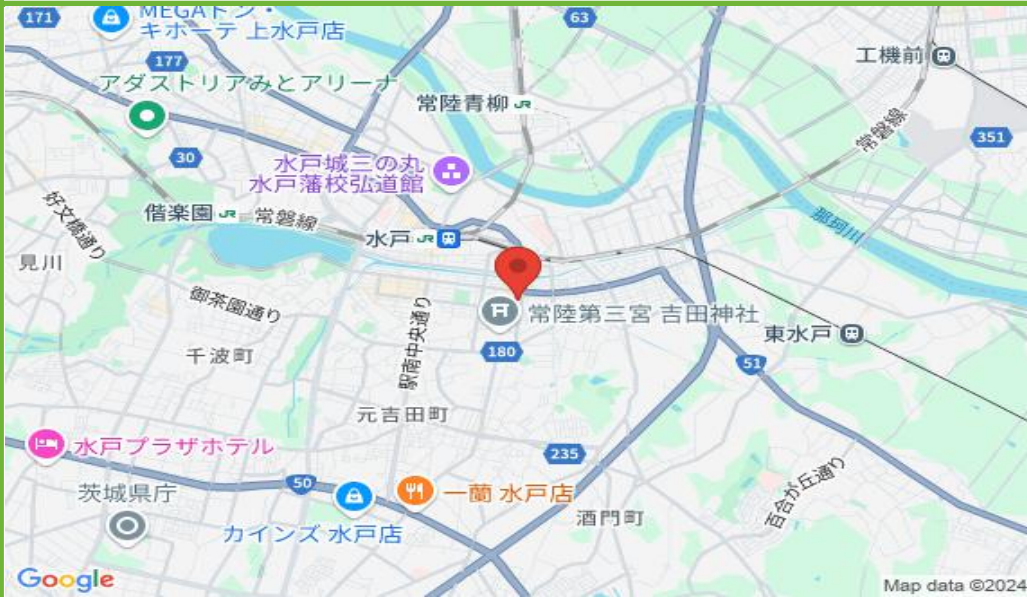 171
MEGAドン・
キホーテ 上水戸店
63
工機前
177
アダストリアみとアリーナ
常陸青柳 JR
常磐線
351
30
水戸城三の丸
水戸藩校弘道館
好文橋通り
偕楽園 JR
常磐線
那珂川
水戸 JR
見川
御茶園通り
常陸第三宮 吉田神社
駅南中央通り
東水戸
千波町
180
51
元吉田町
水戸プラザホテル
235
百合が丘通り
50
一蘭 水戸店
茨城県庁
酒門町
カインズ 水戸店
Google
Map data ©2024